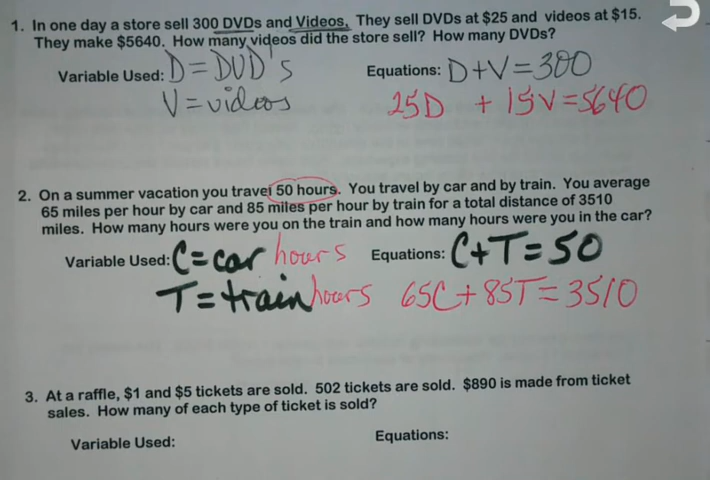 1. In one day a store sell 300 DVDs and Videos. They sell DVDs at $25 and videos at $15.
They make $5640. How many videos did the store sell? How many DVDs?
Variable Used: D = DVD's Equations: D+V=300
V = videos 25D + 15V = 5640
2. On a summer vacation you travel 50 hours. You travel by car and by train. You average
65 miles per hour by car and 85 miles per hour by train for a total distance of 3510
miles. How many hours were you on the train and how many hours were you in the car?
Variable Used: C = car hours Equations: C+T=50
T = train hours 65C + 85T = 3510
3. At a raffle, $1 and $5 tickets are sold. 502 tickets are sold. $890 is made from ticket
sales. How many of each type of ticket is sold?
Variable Used: Equations: